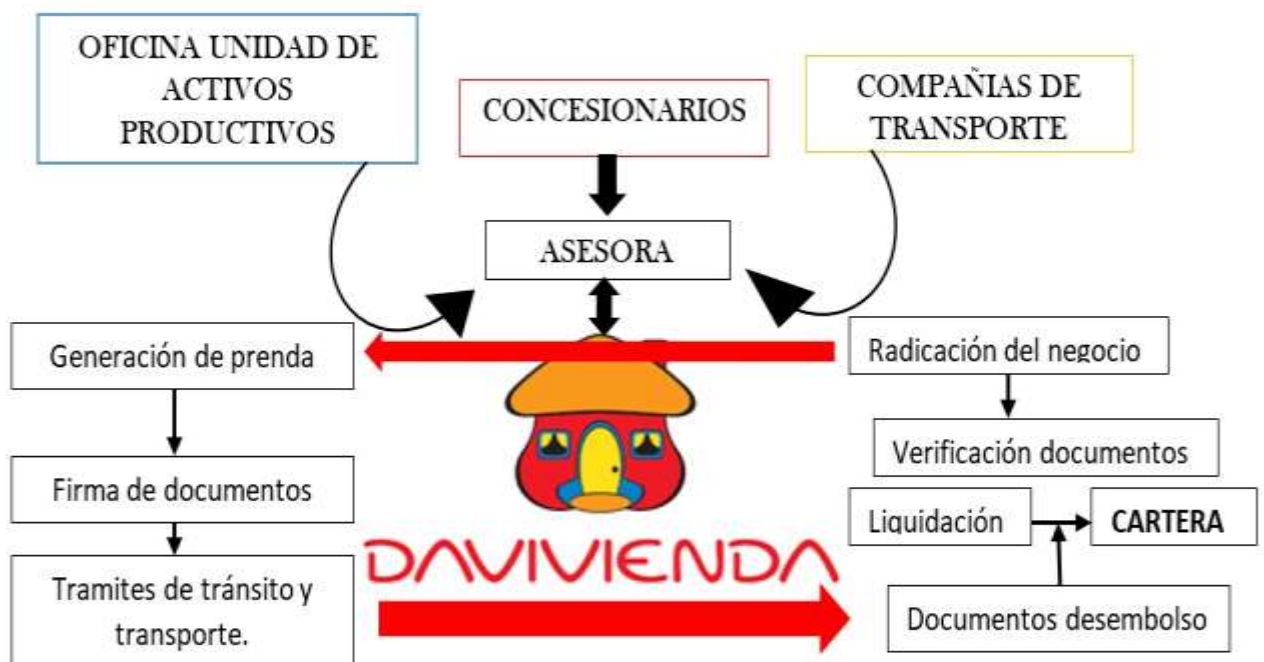 OFICINA UNIDAD DE
ACTIVOS
PRODUCTIVOS
CONCESIONARIOS
COMPAÑIAS DE
TRANSPORTE
ASESORA
Generación de prenda
Firma de documentos
Tramites de tránsito y
transporte.
DAVIVIENDA
Radicación del negocio
Verificación documentos
Liquidación
CARTERA
Documentos desembolso